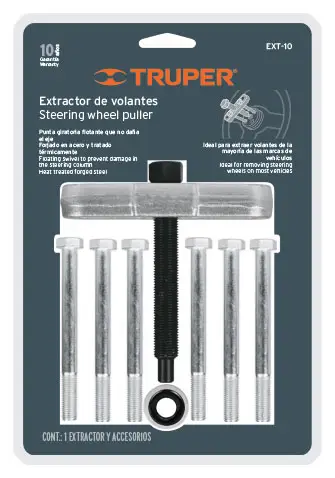 10 años
Garantía
Warranty
EXT-10
TRUPER®
Extractor de volantes
Steering wheel puller
Punta giratoria flotante que no daña
al eje
Forjado en acero y tratado
térmicamente
Floating swivel to prevent damage in
the steering column
Heat treated forged steel
Ideal para extraer volantes de la
mayoría de las marcas de
vehículos
Ideal for removing steering
wheels on most vehicles
CONT.: 1 EXTRACTOR Y ACCESORIOS